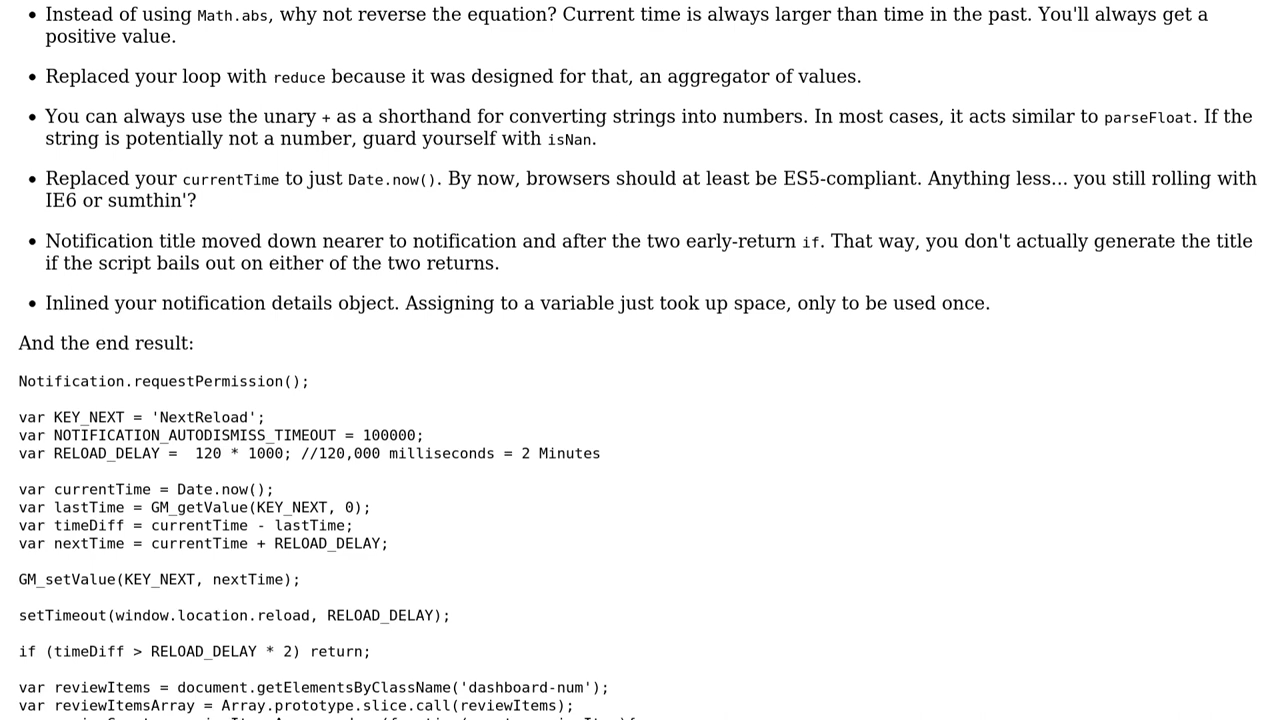 Instead of using Math.abs, why not reverse the equation? Current time is always larger than time in the past. You'll always get a
positive value.
Replaced your loop with reduce because it was designed for that, an aggregator of values.
You can always use the unary + as a shorthand for converting strings into numbers. In most cases, it acts similar to parseFloat. If the
string is potentially not a number, guard yourself with isNan.
Replaced your currentTime to just Date.now(). By now, browsers should at least be ES5-compliant. Anything less... you still rolling with
IE6 or sumthin'?
Notification title moved down nearer to notification and after the two early-return if. That way, you don't actually generate the title
if the script bails out on either of the two returns.
Inlined your notification details object. Assigning to a variable just took up space, only to be used once.
And the end result:
Notification.requestPermission();
var KEY_NEXT = 'NextReload';
var NOTIFICATION_AUTODISMISS_TIMEOUT = 100000;
var RELOAD_DELAY =  120 * 1000; //120,000 milliseconds = 2 Minutes
var currentTime = Date.now();
var lastTime = GM_getValue(KEY_NEXT, 0);
var timeDiff = currentTime - lastTime;
var nextTime = currentTime + RELOAD_DELAY;
GM_setValue(KEY_NEXT, nextTime);
setTimeout(window.location.reload, RELOAD_DELAY);
if (timeDiff > RELOAD_DELAY * 2) return;
var reviewItems = document.getElementsByClassName('dashboard-num');
var reviewItemsArray = Array.prototype.slice.call(reviewItems);